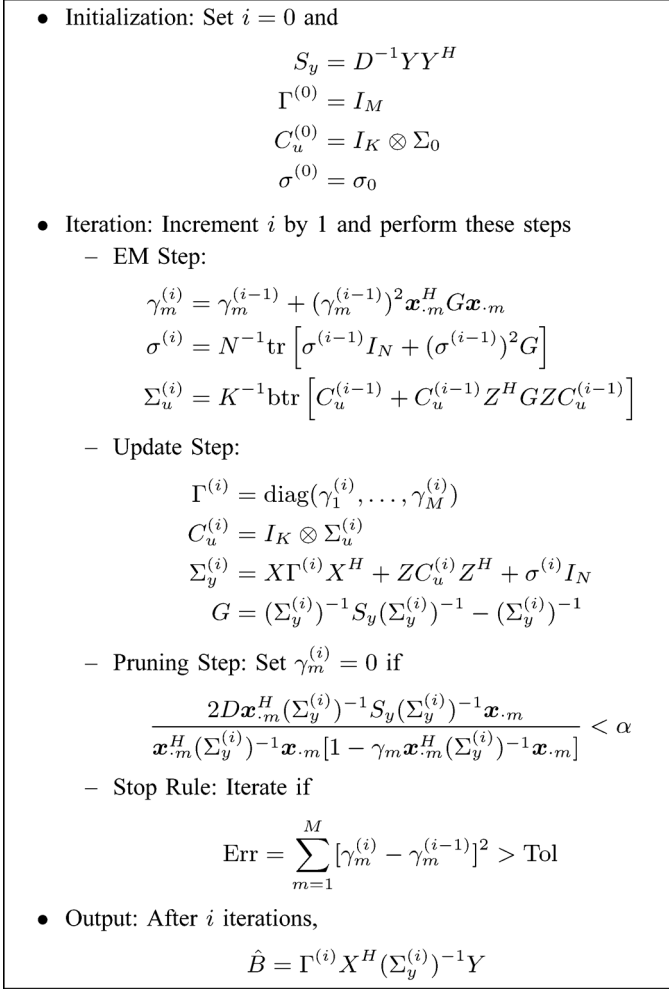 • Initialization: Set i = 0 and
S_y = D^{-1}YY^H
Γ^{(0)} = I_M
C_u^{(0)} = I_K ⊗ Σ_0
σ^{(0)} = σ_0
• Iteration: Increment i by 1 and perform these steps
– EM Step:
γ_m^{(i)} = γ_m^{(i−1)} + (γ_m^{(i−1)})^2 x_{·m}^H G x_{·m}
σ^{(i)} = N^{-1}tr [σ^{(i−1)}I_N + (σ^{(i−1)})^2 G]
Σ_u^{(i)} = K^{-1}btr [C_u^{(i−1)} + C_u^{(i−1)} Z^H GZC_u^{(i−1)}]
– Update Step:
Γ^{(i)} = diag(γ_1^{(i)}, . . . , γ_M^{(i)})
C_u^{(i)} = I_K ⊗ Σ_u^{(i)}
Σ_y^{(i)} = XΓ^{(i)}X^H + ZC_u^{(i)}Z^H + σ^{(i)}I_N
G = (Σ_y^{(i)})^{-1}S_y(Σ_y^{(i)})^{-1} − (Σ_y^{(i)})^{-1}
– Pruning Step: Set γ_m^{(i)} = 0 if
2Dx_{·m}^H(Σ_y^{(i)})^{-1}S_y(Σ_y^{(i)})^{-1}x_{·m}
x_{·m}^H(Σ_y^{(i)})^{-1}x_{·m}[1 − γ_m x_{·m}^H(Σ_y^{(i)})^{-1}x_{·m}] < α
– Stop Rule: Iterate if
Err = ∑_{m=1}^{M} [γ_m^{(i)} − γ_m^{(i−1)}]^2 > Tol
• Output: After i iterations,
B̂ = Γ^{(i)}X^H(Σ_y^{(i)})^{-1}Y